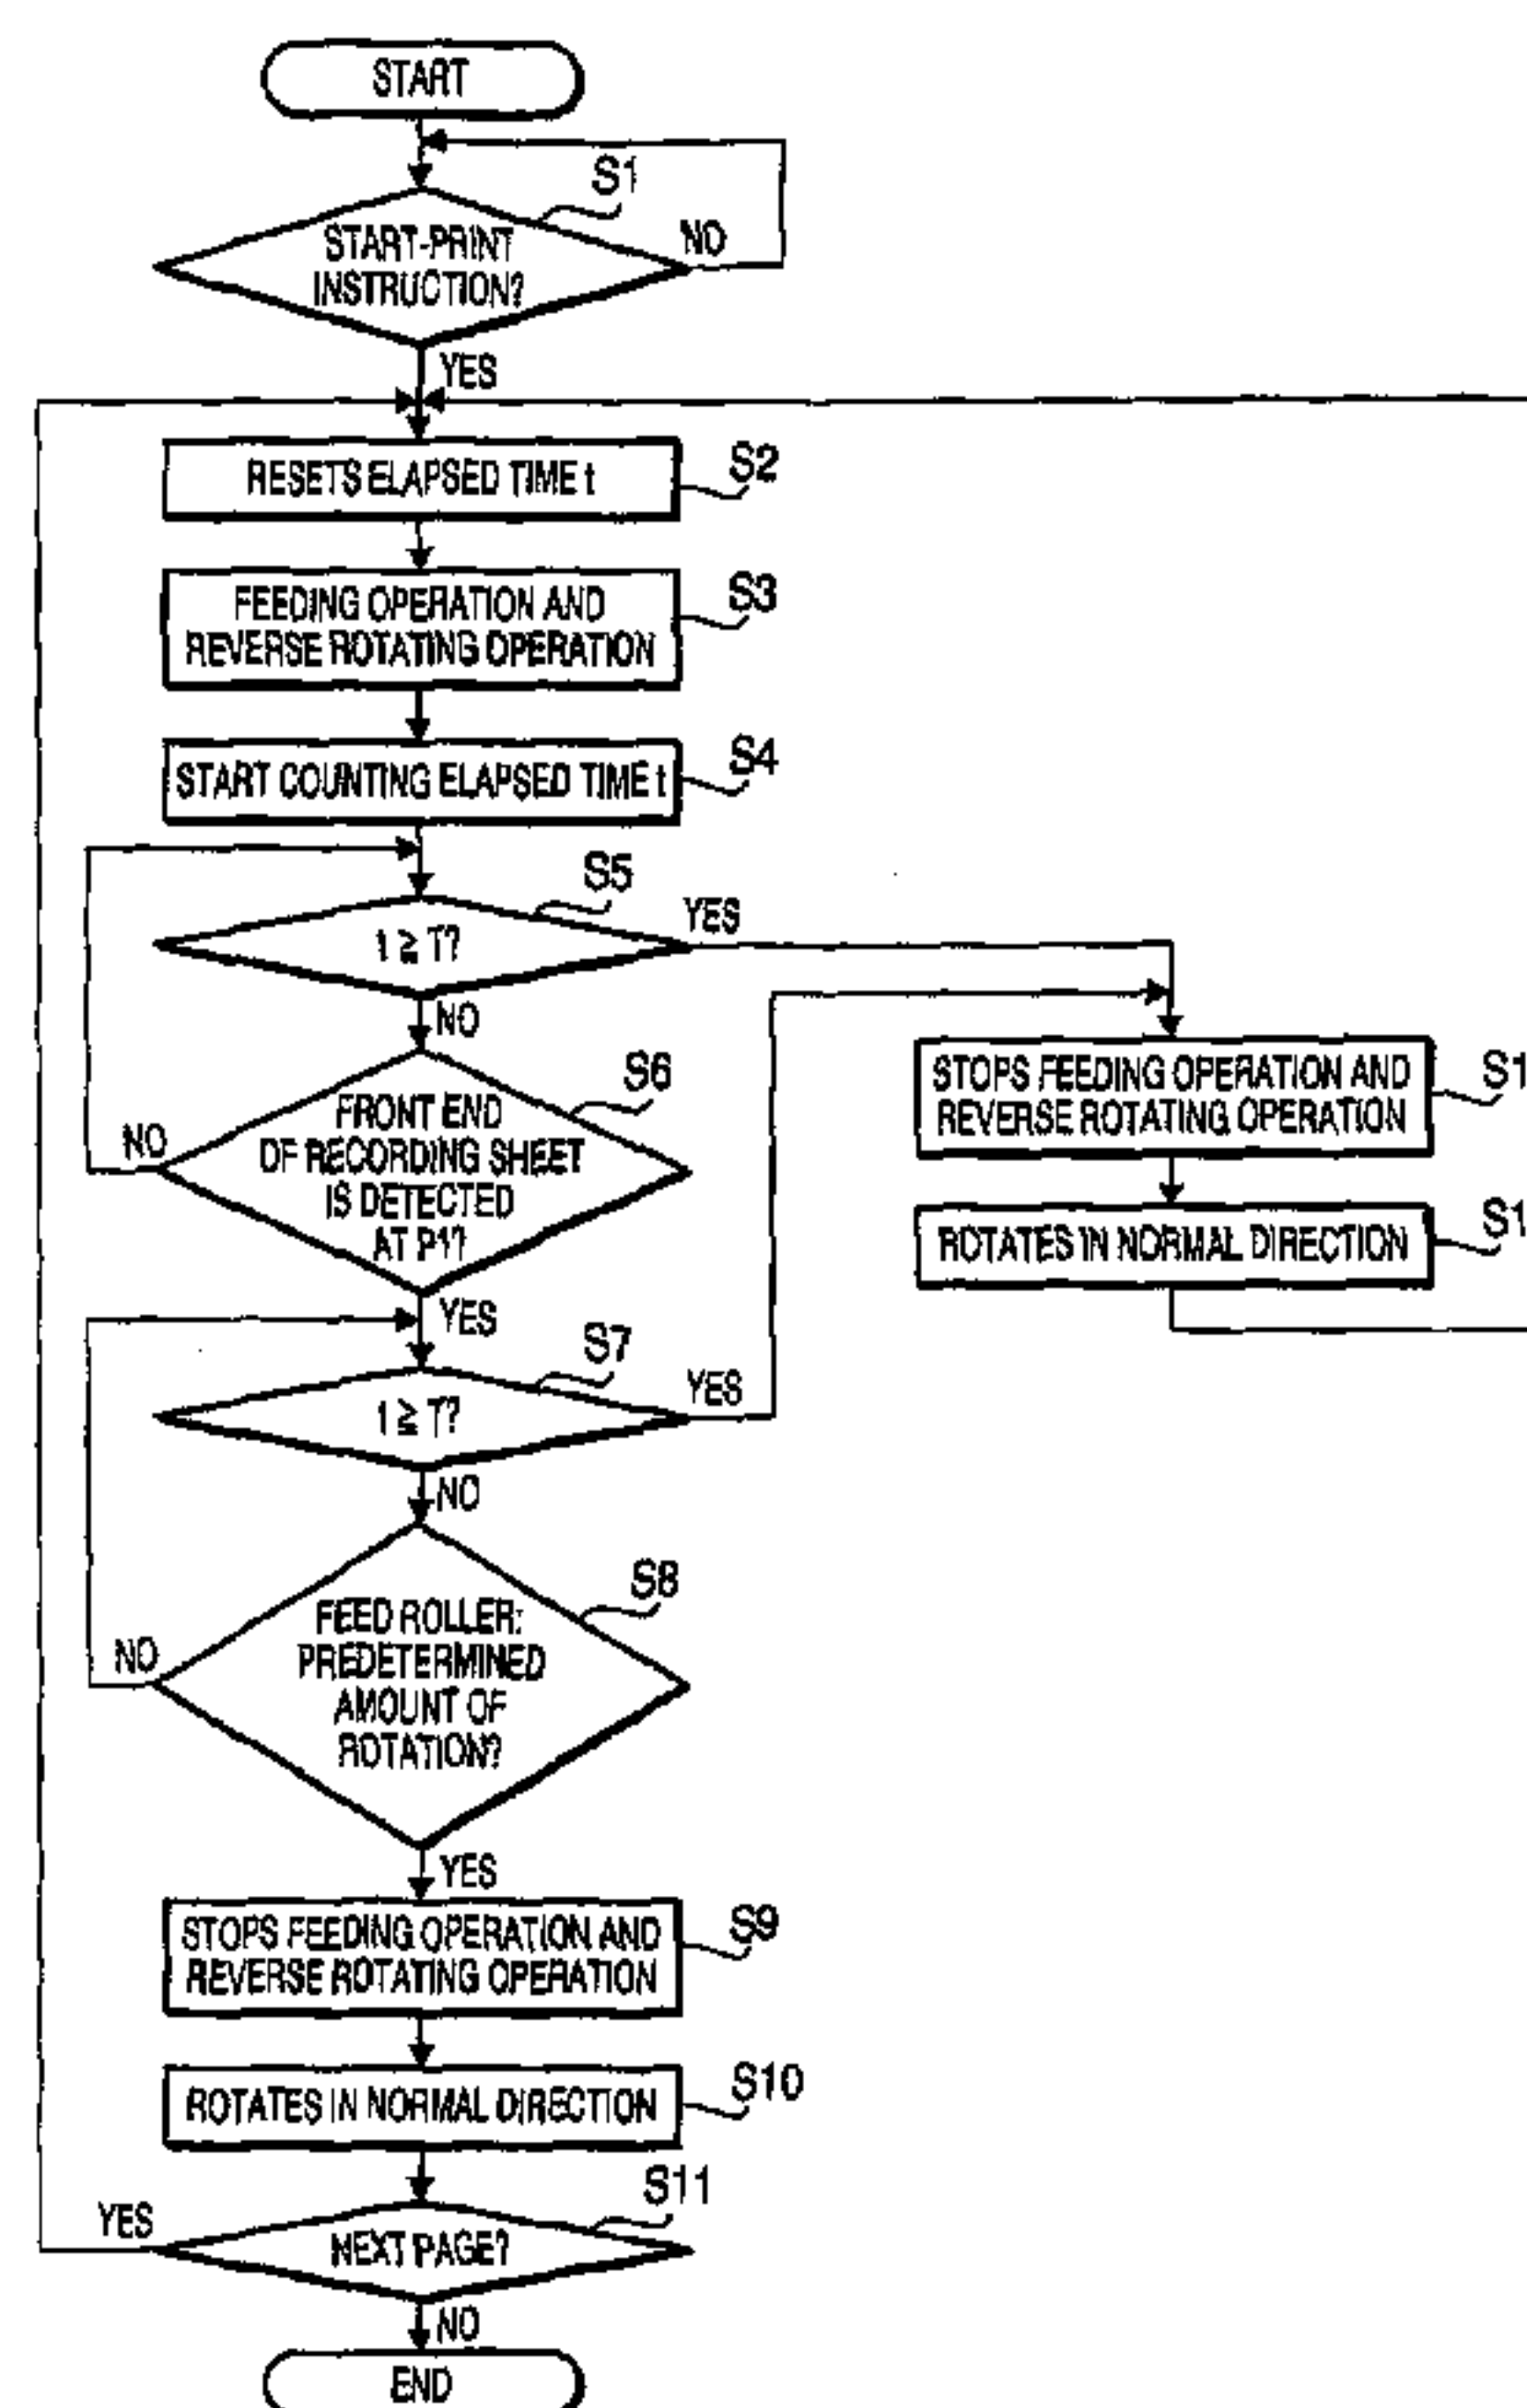 START
S1
START-PRINT
INSTRUCTION?
NO
YES
RESETS ELAPSED TIME t
S2
FEEDING OPERATION AND
REVERSE ROTATING OPERATION
S3
START COUNTING ELAPSED TIME t
S4
S5
t ≧ T?
YES
NO
S6
FRONT END
OF RECORDING SHEET
IS DETECTED
AT P1?
NO
YES
STOPS FEEDING OPERATION AND
REVERSE ROTATING OPERATION
S1
ROTATES IN NORMAL DIRECTION
S1
S7
t ≧ T?
YES
NO
S8
FEED ROLLER:
PREDETERMINED
AMOUNT OF
ROTATION?
NO
YES
STOPS FEEDING OPERATION AND
REVERSE ROTATING OPERATION
S9
ROTATES IN NORMAL DIRECTION
S10
S11
NEXT PAGE?
YES
NO
END